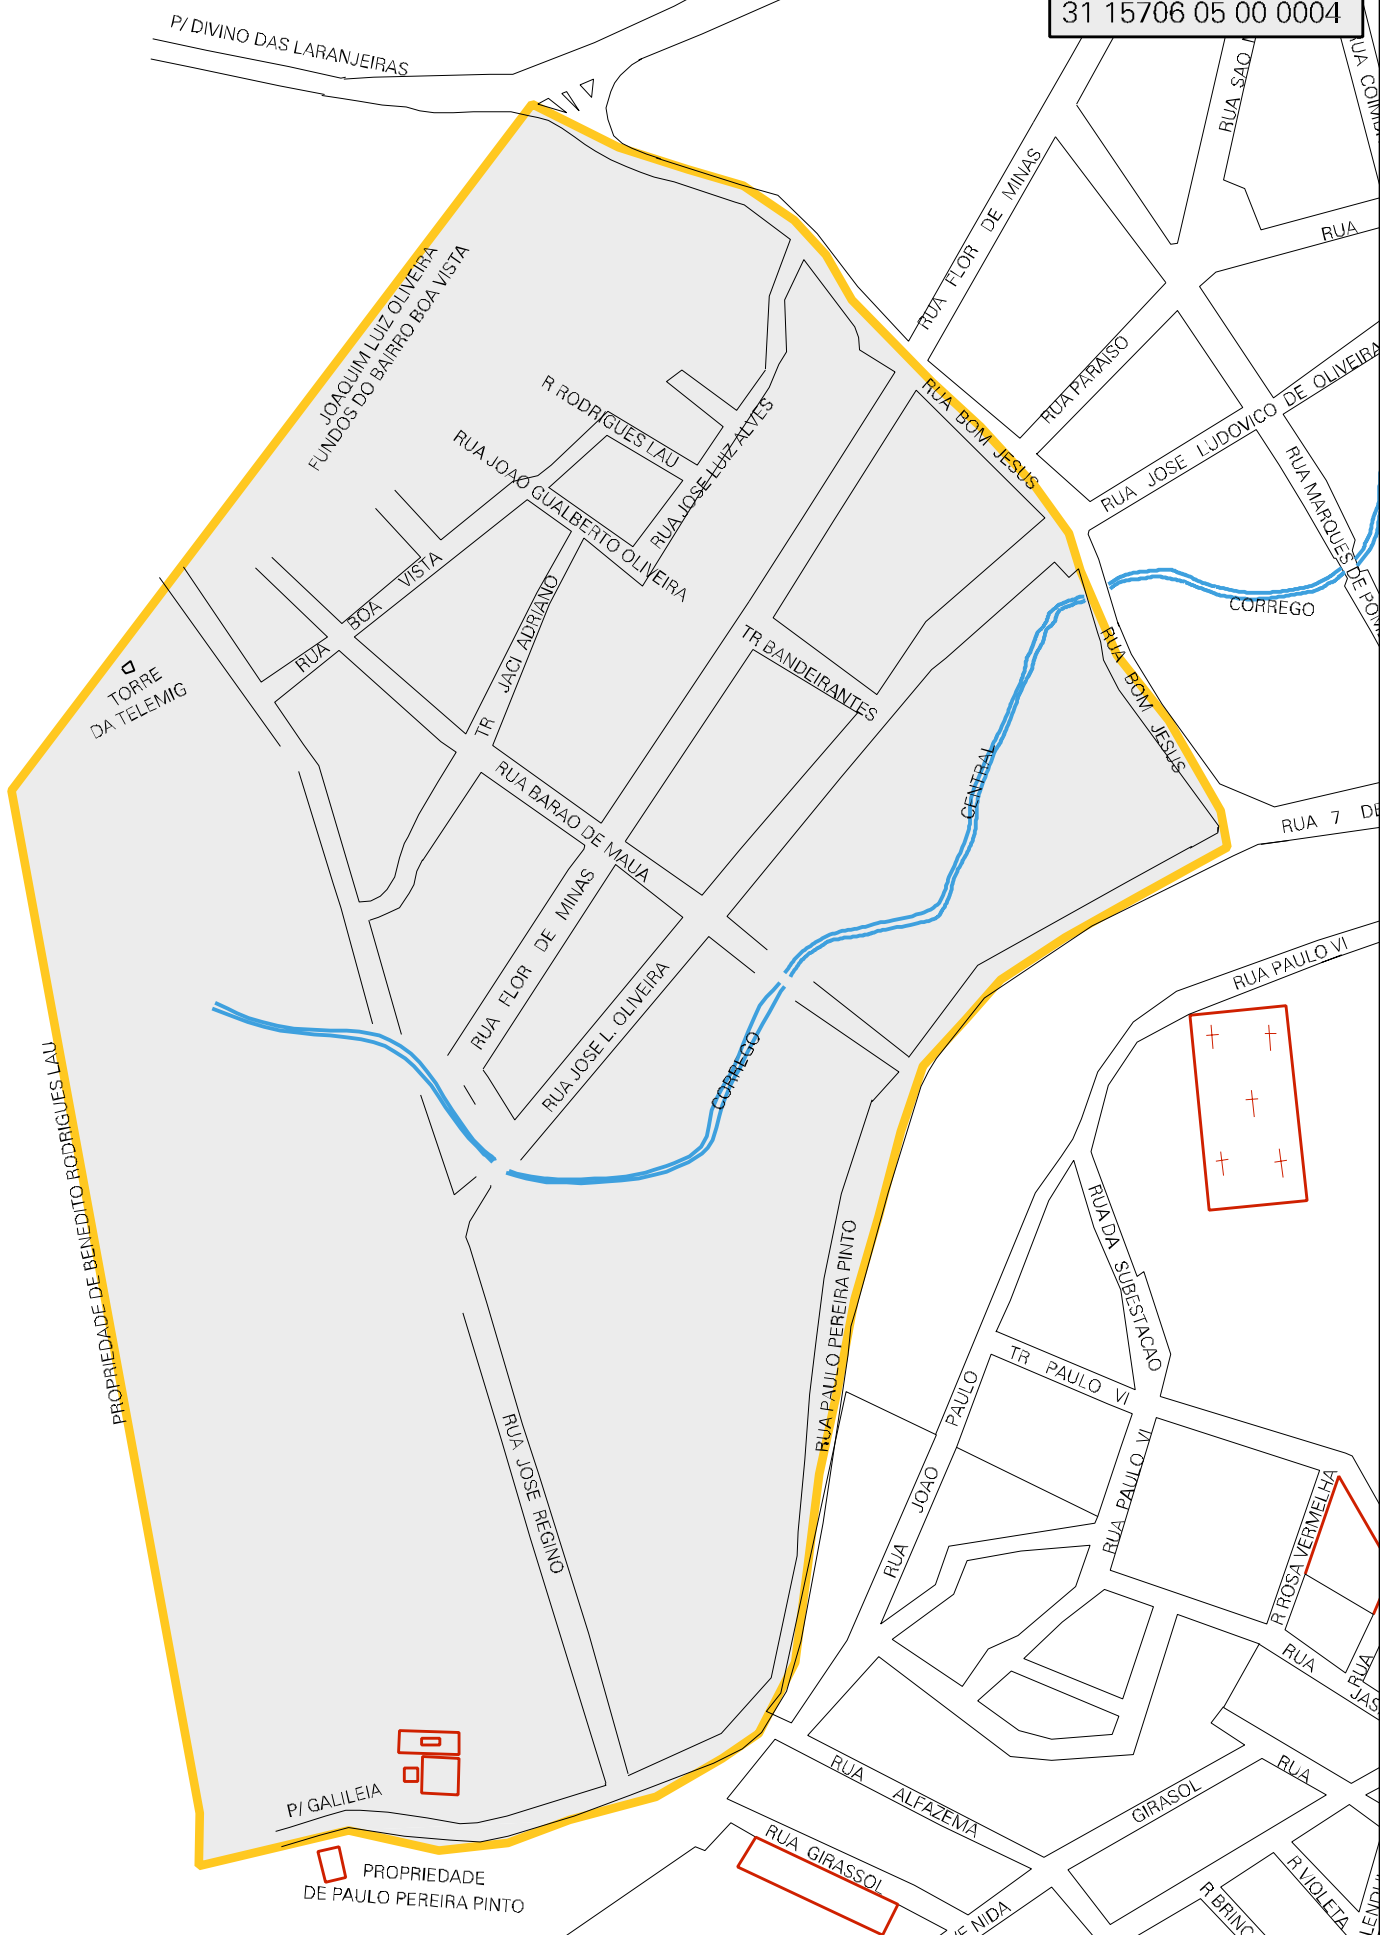 31 15706 05 00 0004
P/ DIVINO DAS LARANJEIRAS
RUA SAO
RUA FLOR DE MINAS
RUA
JOAQUIM LUIZ OLIVEIRA
FUNDOS DO BAIRRO BOA VISTA
RUA PARAISO
RUA BOM JESUS
RUA JOSE LUDOVICO DE OLIVEIRA
R RODRIGUES LAU
RUA JOAO GUALBERTO OLIVEIRA
RUA JOSE LUIZ ALVES
RUA MARQUES DE
RUA BOA VISTA
TR JACI ADRIANO
CORREGO
TR BANDEIRANTES
RUA BOM JESUS
TORRE
DA TELEMIG
CENTRAL
RUA BARAO DE MAUA
RUA 7
RUA FLOR DE MINAS
RUA JOSE L. OLIVEIRA
RUA PAULO VI
CORREGO
PROPRIEDADE DE BENEDITO RODRIGUES LAU
RUA DA SUBESTACAO
RUA PAULO PEREIRA PINTO
TR PAULO VI
RUA JOAO PAULO
RUA PAULO VI
RUA JOSE REGINO
R ROSA VERMELHA
RUA
RUA
P/ GALILEIA
RUA ALFAZEMA
GIRASOL
RUA
RUA GIRASSOL
PROPRIEDADE
DE PAULO PEREIRA PINTO
R VIOLETA